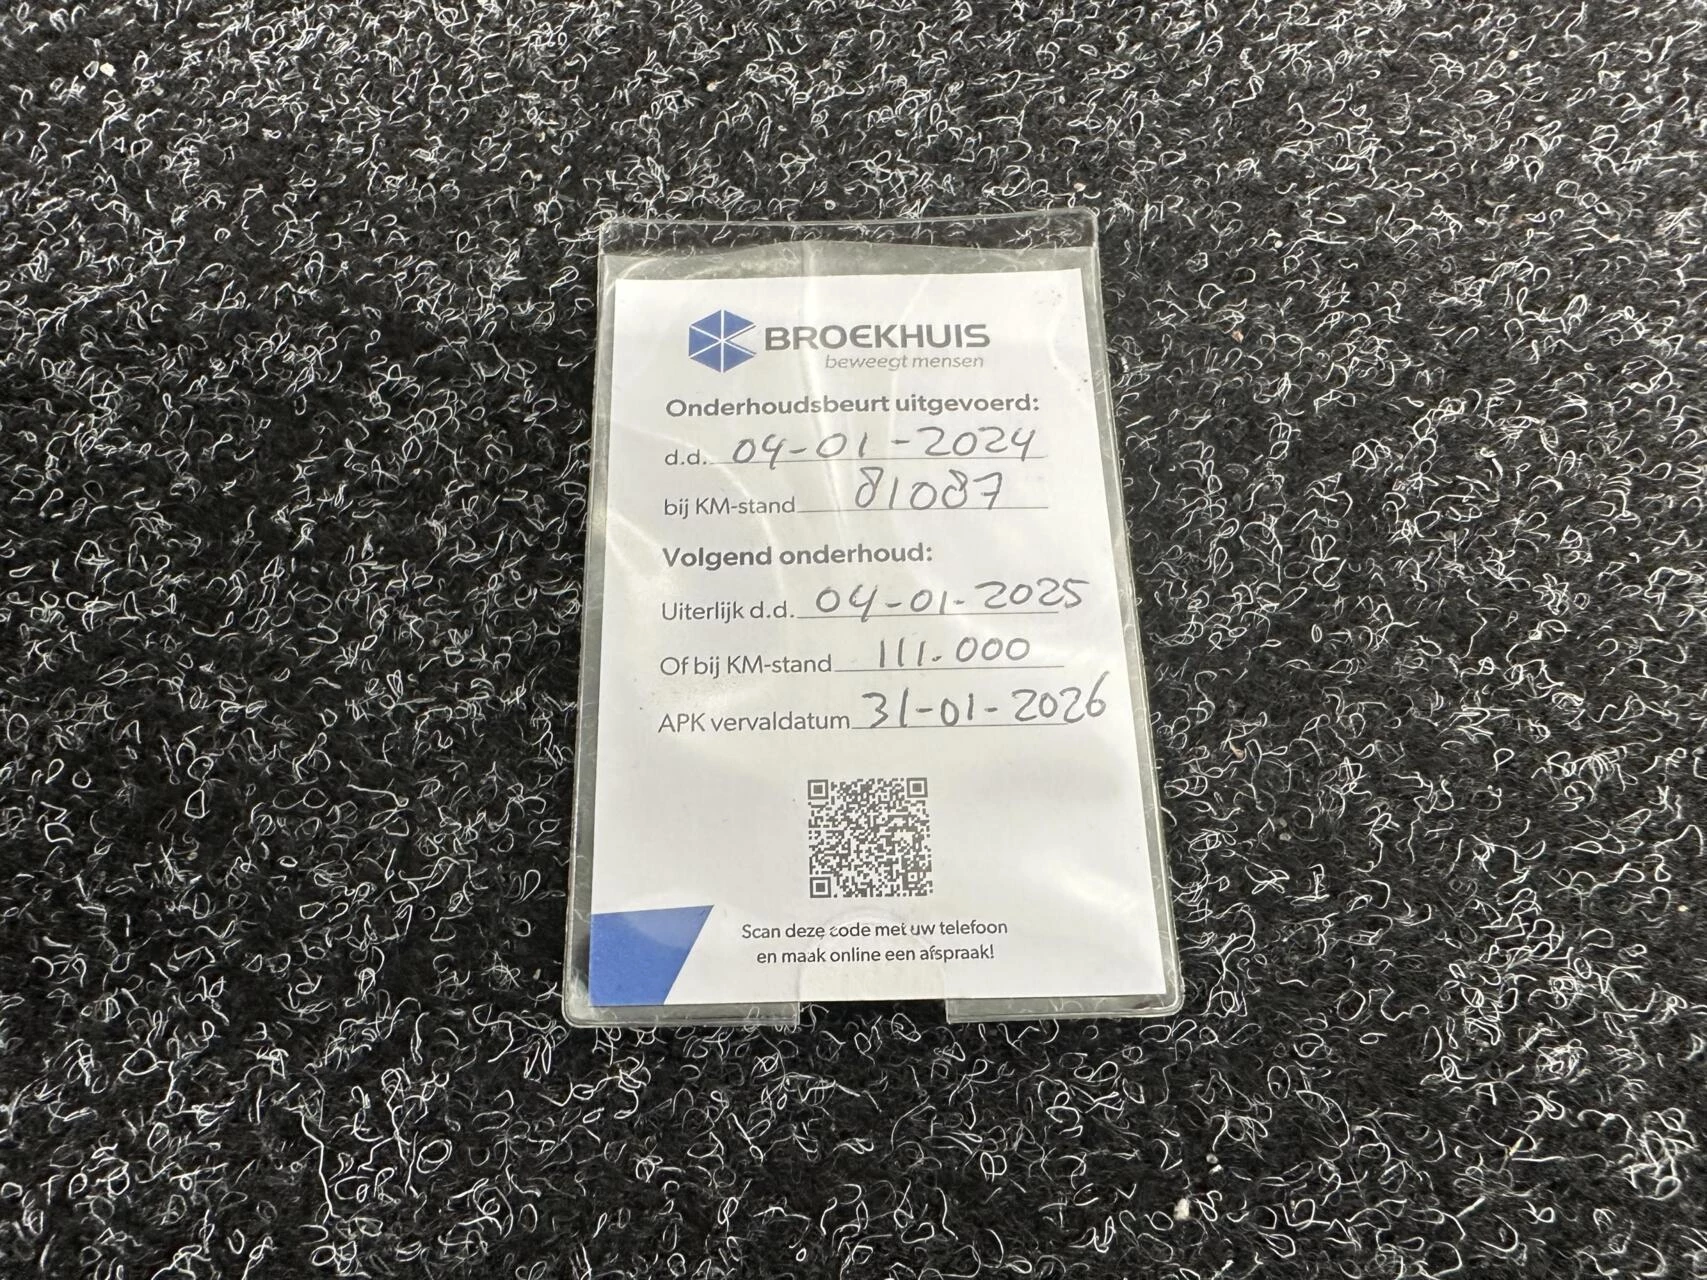 BROEKHUIS
beweegt mensen
Onderhoudsbeurt uitgevoerd:
d.d. 04-01-2024
bij KM-stand 81087
Volgend onderhoud:
Uiterlijk d.d. 04-01-2025
Of bij KM-stand 111.000
APK vervaldatum 31-01-2026
Scan deze code met uw telefoon
en maak online een afspraak!